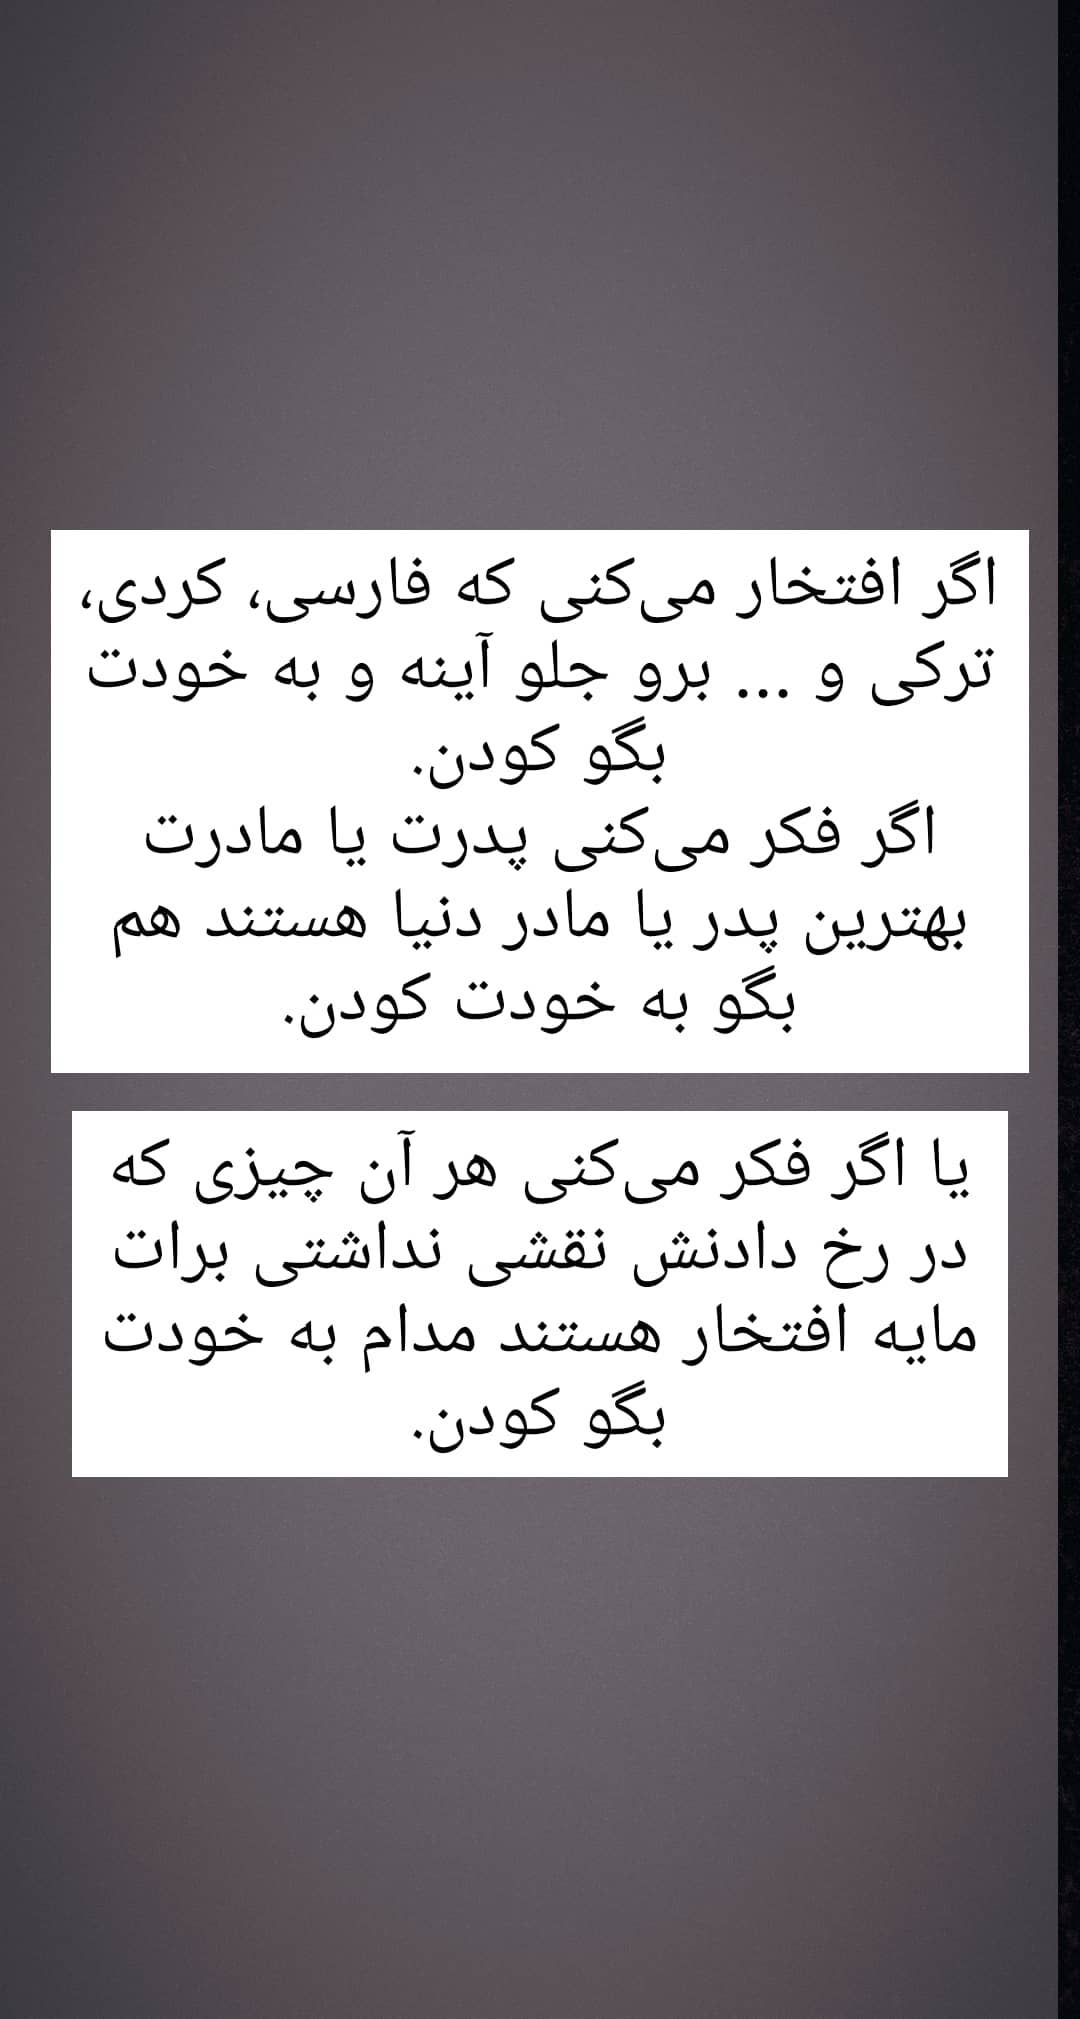 اگر افتخار می‌کنی که فارسی، کردی،
ترکی و ... برو جلو آینه و به خودت
بگو کودن.
اگر فکر می‌کنی پدرت یا مادرت
بهترین پدر یا مادر دنیا هستند هم
بگو به خودت کودن.
یا اگر فکر می‌کنی هر آن چیزی که
در رخ دادنش نقشی نداشتی برات
مایه افتخار هستند مدام به خودت
بگو کودن.